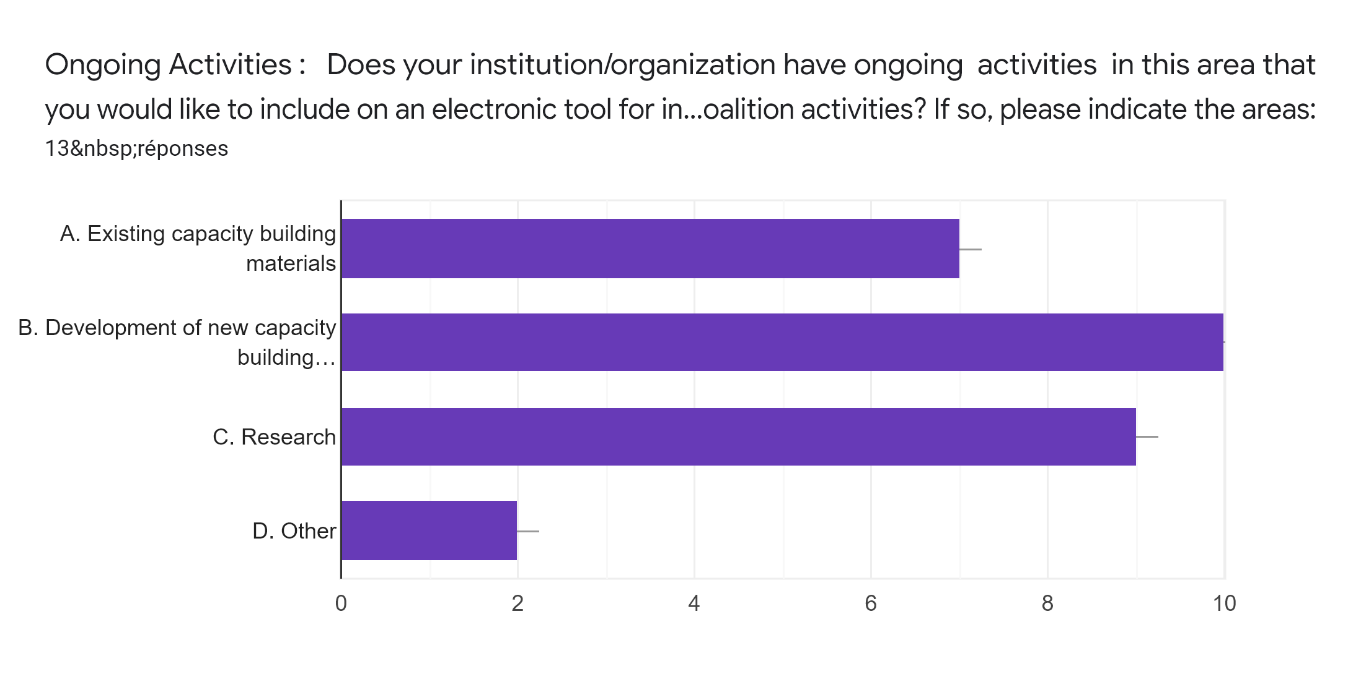 Ongoing Activities :   Does your institution/organization have ongoing  activities  in this area that
you would like to include on an electronic tool for in...oalition activities? If so, please indicate the areas:
13&nbsp;réponses
A. Existing capacity building
materials
B. Development of new capacity
building…
C. Research
D. Other
0 2 4 6 8 10